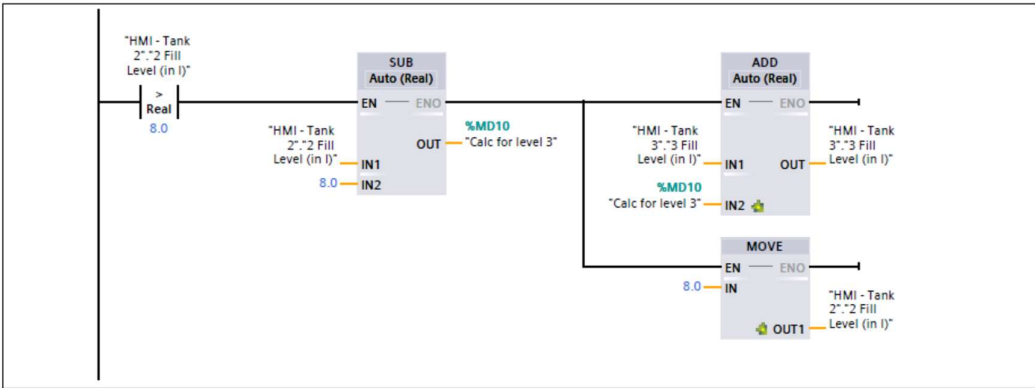 "HMI - Tank
2"."2 Fill
Level (in l)"
>
Real
8.0
SUB
Auto (Real)
EN
ENO
"HMI - Tank
2"."2 Fill
Level (in l)"
IN1
8.0
IN2
OUT
%MD10
"Calc for level 3"
ADD
Auto (Real)
EN
ENO
"HMI - Tank
3"."3 Fill
Level (in l)"
IN1
%MD10
"Calc for level 3"
IN2
OUT
"HMI - Tank
3"."3 Fill
Level (in l)"
MOVE
EN
ENO
8.0
IN
OUT1
"HMI - Tank
2"."2 Fill
Level (in l)"